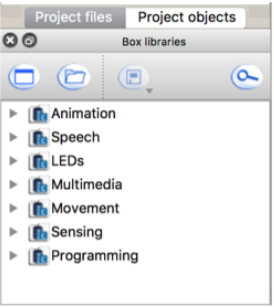 Project files Project objects
Box libraries
Animation
Speech
LEDs
Multimedia
Movement
Sensing
Programming